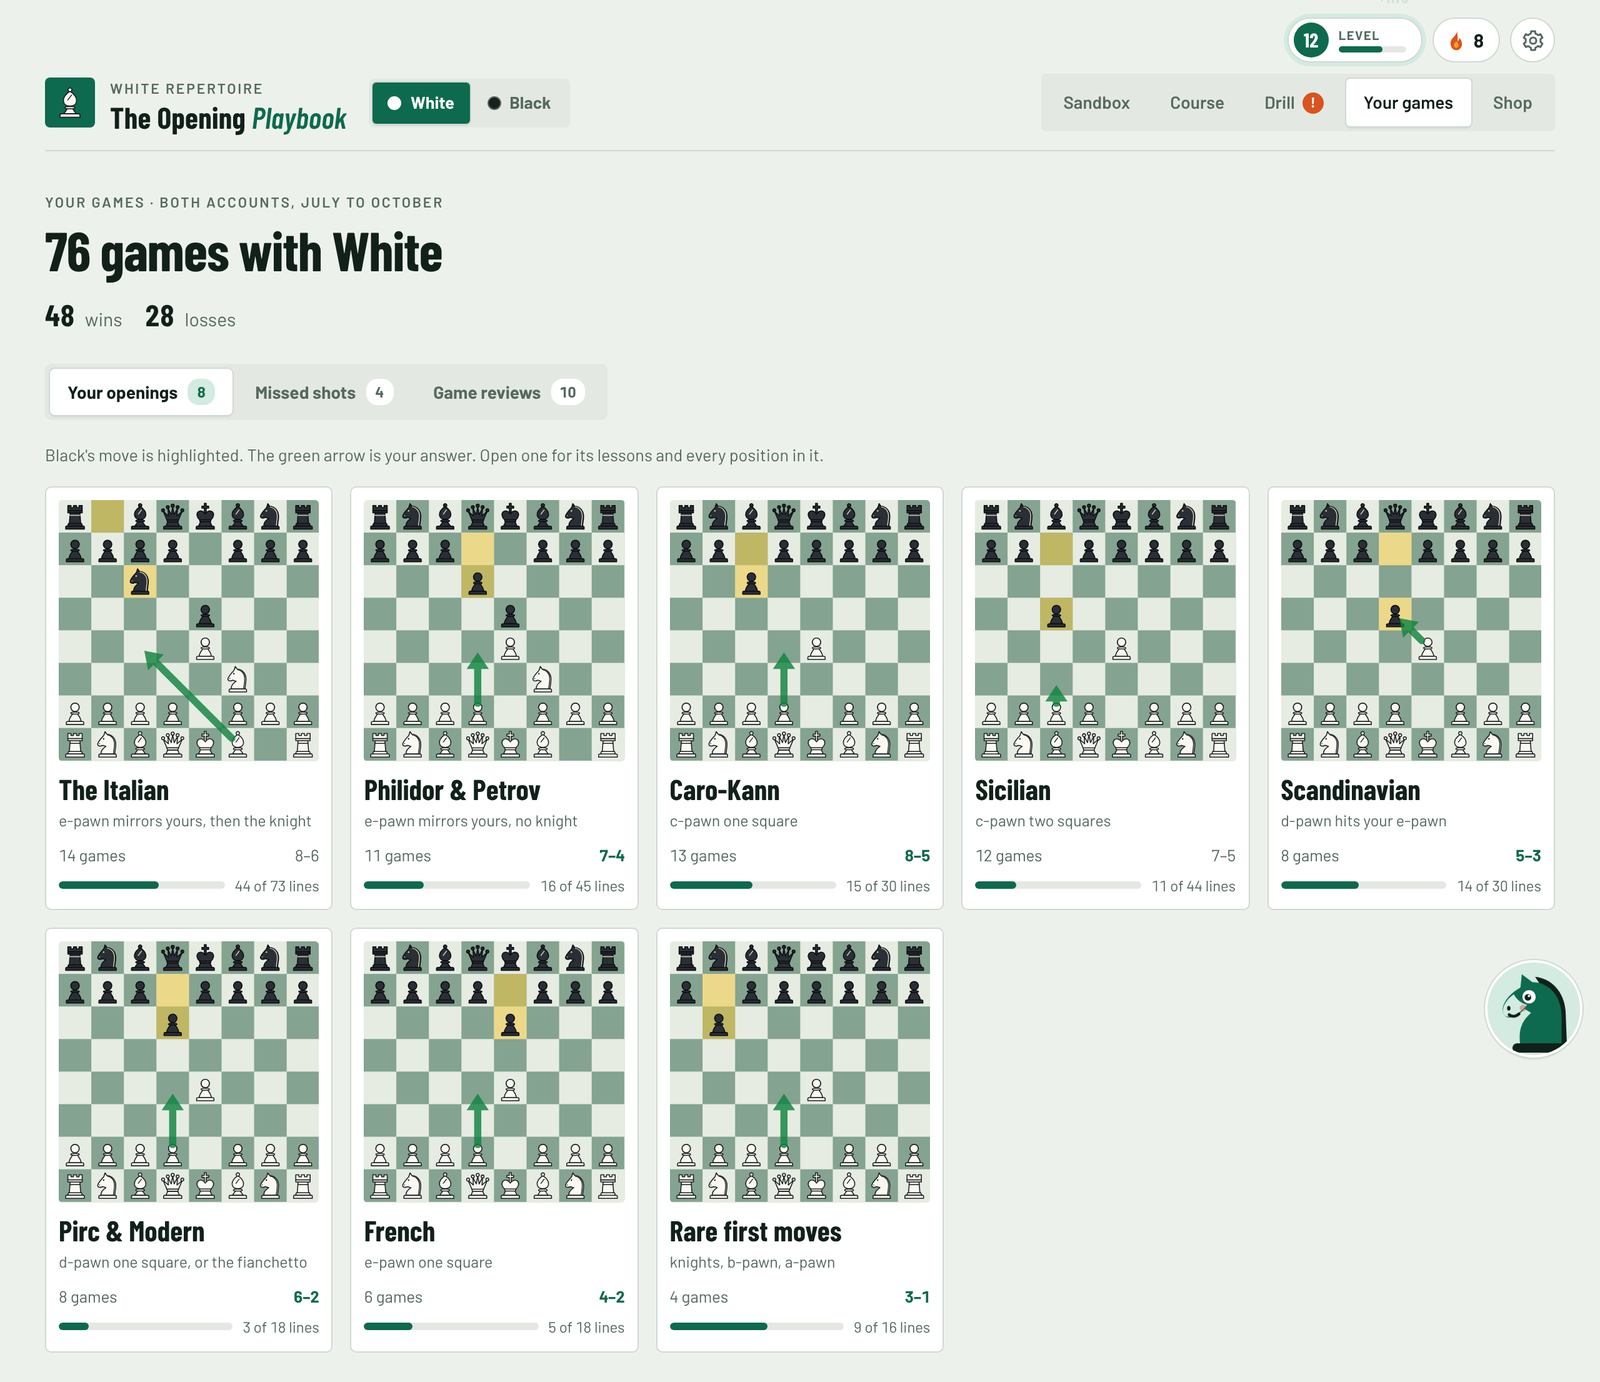 12 LEVEL 8
WHITE REPERTOIRE
The Opening Playbook
White Black
Sandbox Course Drill ! Your games Shop
YOUR GAMES · BOTH ACCOUNTS, JULY TO OCTOBER
76 games with White
48 wins 28 losses
Your openings 8 Missed shots 4 Game reviews 10
Black's move is highlighted. The green arrow is your answer. Open one for its lessons and every position in it.
The Italian
e-pawn mirrors yours, then the knight
14 games 8–6
44 of 73 lines
Philidor & Petrov
e-pawn mirrors yours, no knight
11 games 7–4
16 of 45 lines
Caro-Kann
c-pawn one square
13 games 8–5
15 of 30 lines
Sicilian
c-pawn two squares
12 games 7–5
11 of 44 lines
Scandinavian
d-pawn hits your e-pawn
8 games 5–3
14 of 30 lines
Pirc & Modern
d-pawn one square, or the fianchetto
8 games 6–2
3 of 18 lines
French
e-pawn one square
6 games 4–2
5 of 18 lines
Rare first moves
knights, b-pawn, a-pawn
4 games 3–1
9 of 16 lines